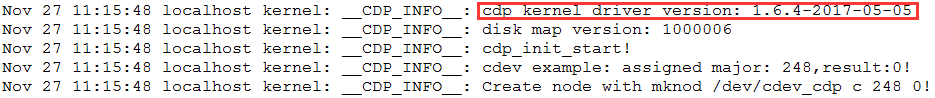 Nov 27 11:15:48 localhost kernel: __CDP_INFO__: cdp kernel driver version: 1.6.4-2017-05-05
Nov 27 11:15:48 localhost kernel: __CDP_INFO__: disk map version: 1000006
Nov 27 11:15:48 localhost kernel: __CDP_INFO__: cdp_init_start!
Nov 27 11:15:48 localhost kernel: __CDP_INFO__: cdev example: assigned major: 248,result:0!
Nov 27 11:15:48 localhost kernel: __CDP_INFO__: Create node with mknod /dev/cdev_cdp c 248 0!